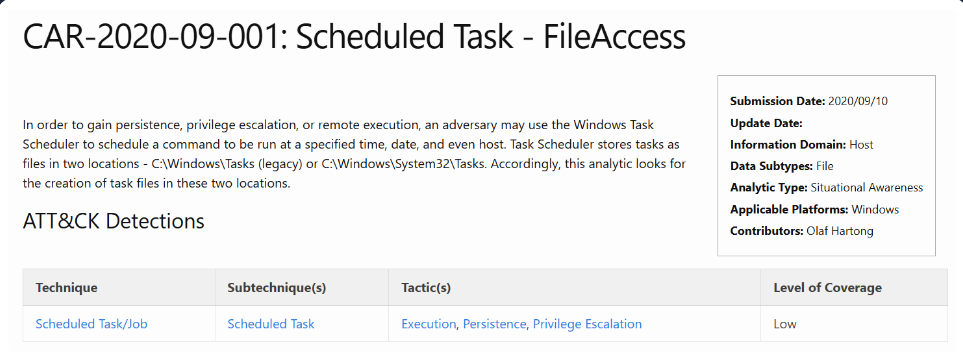 CAR-2020-09-001: Scheduled Task - FileAccess
Submission Date: 2020/09/10
Update Date:
Information Domain: Host
Data Subtypes: File
Analytic Type: Situational Awareness
Applicable Platforms: Windows
Contributors: Olaf Hartong
In order to gain persistence, privilege escalation, or remote execution, an adversary may use the Windows Task
Scheduler to schedule a command to be run at a specified time, date, and even host. Task Scheduler stores tasks as
files in two locations - C:\Windows\Tasks (legacy) or C:\Windows\System32\Tasks. Accordingly, this analytic looks for
the creation of task files in these two locations.
ATT&CK Detections
Technique Subtechnique(s) Tactic(s) Level of Coverage
Scheduled Task/Job Scheduled Task Execution, Persistence, Privilege Escalation Low